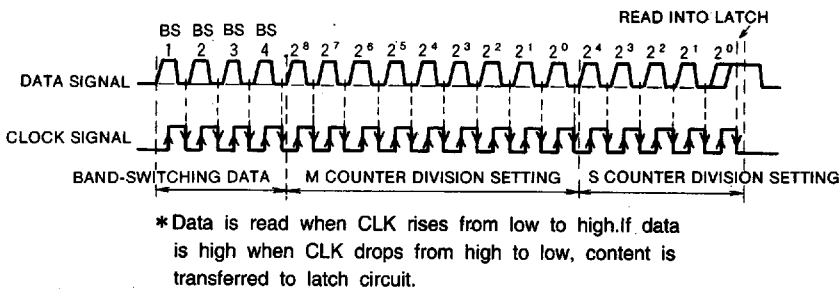 READ INTO LATCH
BS BS BS BS
1 2 3 4 2⁸ 2⁷ 2⁶ 2⁵ 2⁴ 2³ 2² 2¹ 2⁰ 2⁴ 2³ 2² 2¹ 2⁰
DATA SIGNAL
CLOCK SIGNAL
BAND-SWITCHING DATA M COUNTER DIVISION SETTING S COUNTER DIVISION SETTING
*Data is read when CLK rises from low to high.If data
is high when CLK drops from high to low, content is
transferred to latch circuit.